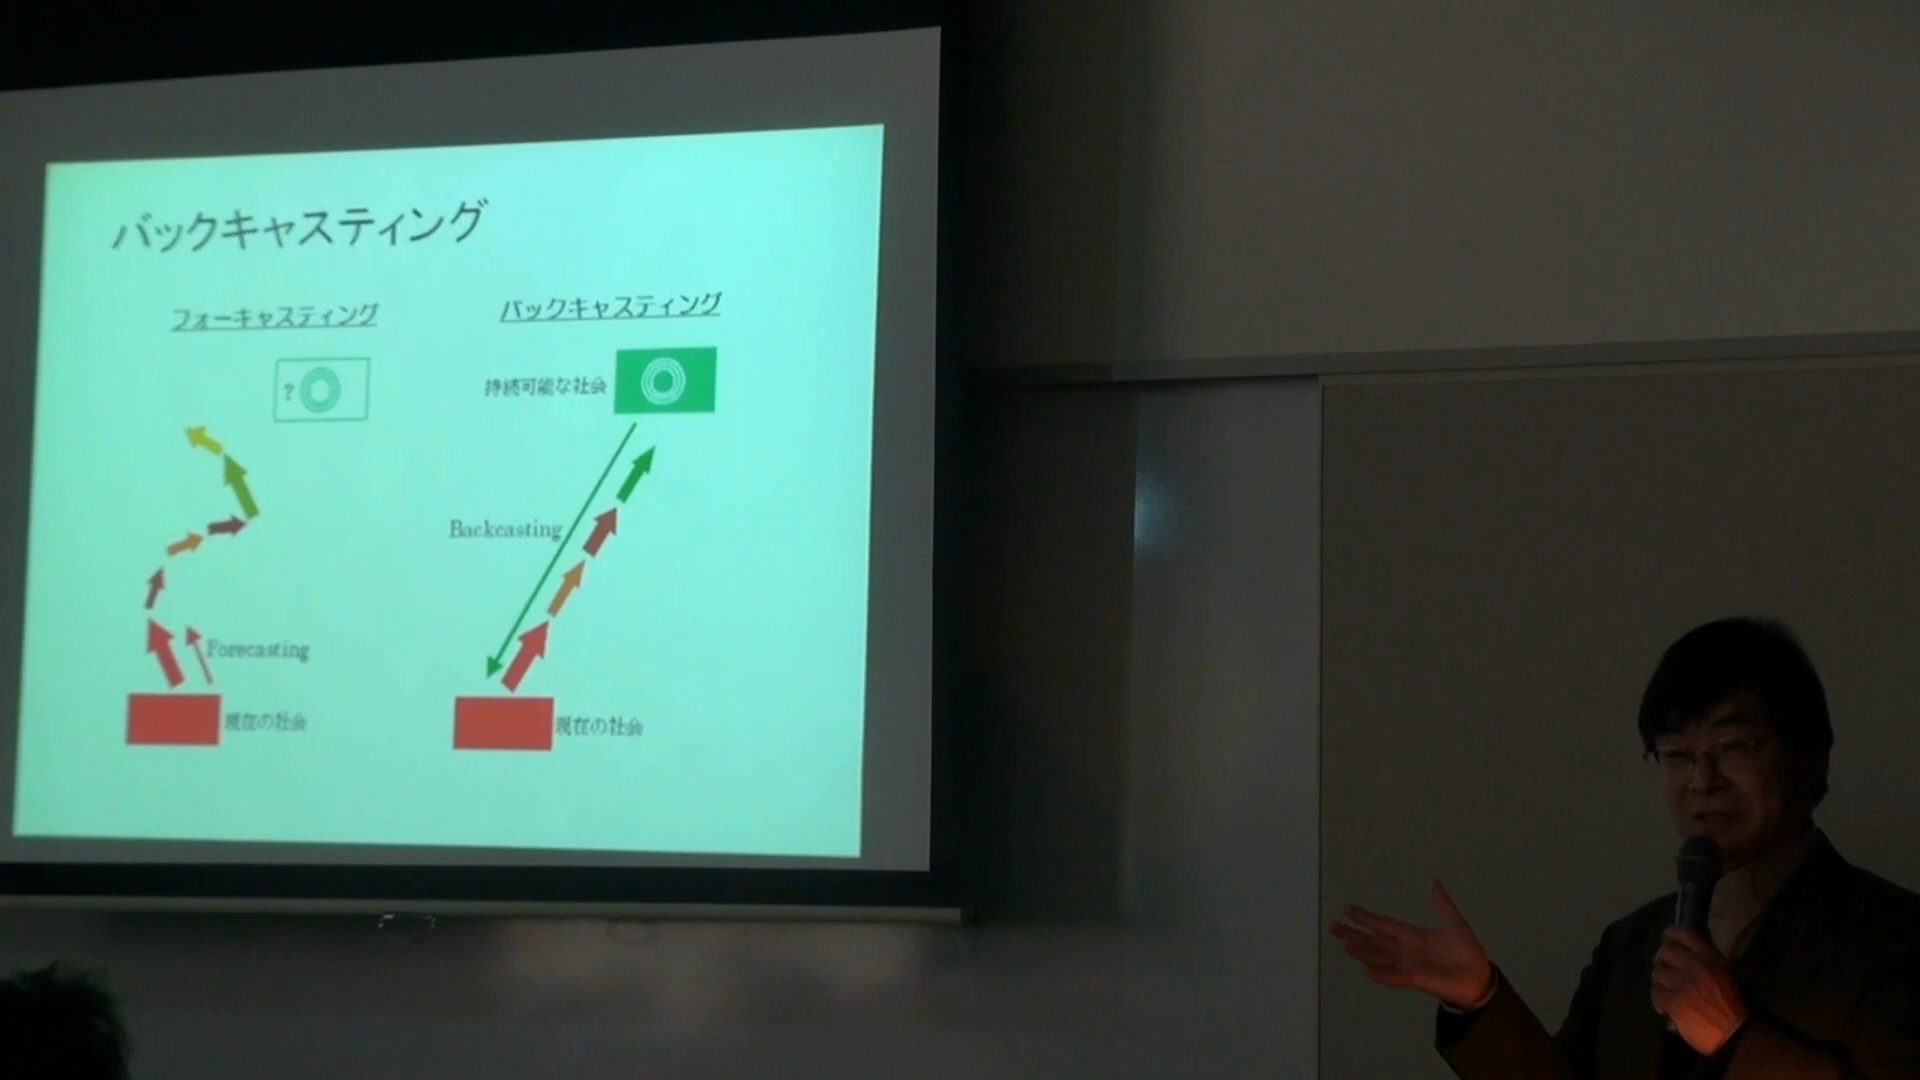 バックキャスティング
フォーキャスティング
バックキャスティング
?
持続可能な社会
Backcasting
Forecasting
現在の社会
現在の社会